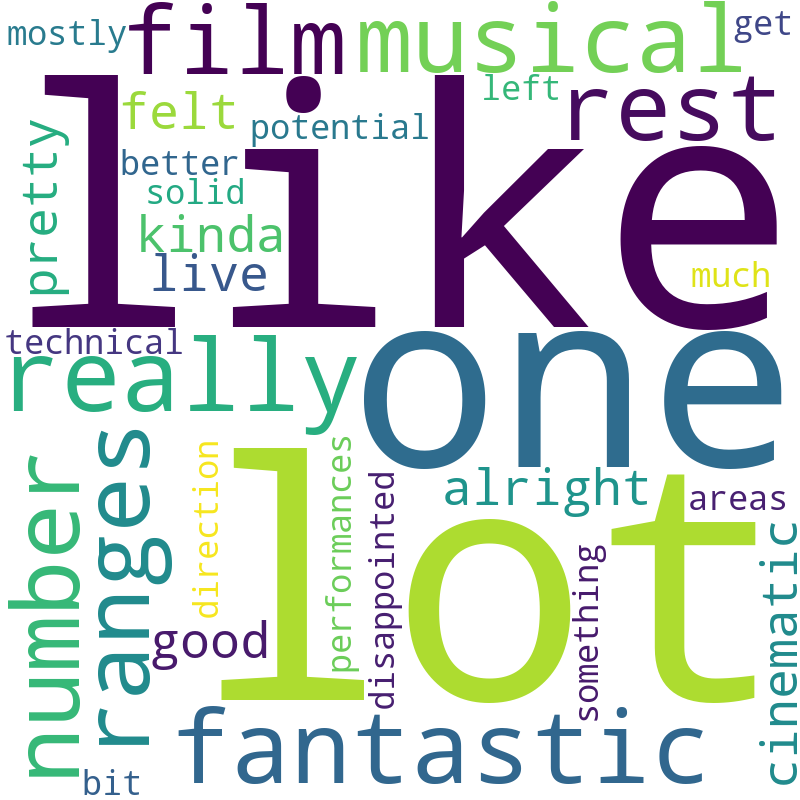 mostly
film
musical
get
like
felt
potential
left
rest
pretty
better
solid
kinda
live
much
technical
really
one
number
ranges
direction
performances
disappointed
alright
areas
lot
good
something
cinematic
fantastic
bit